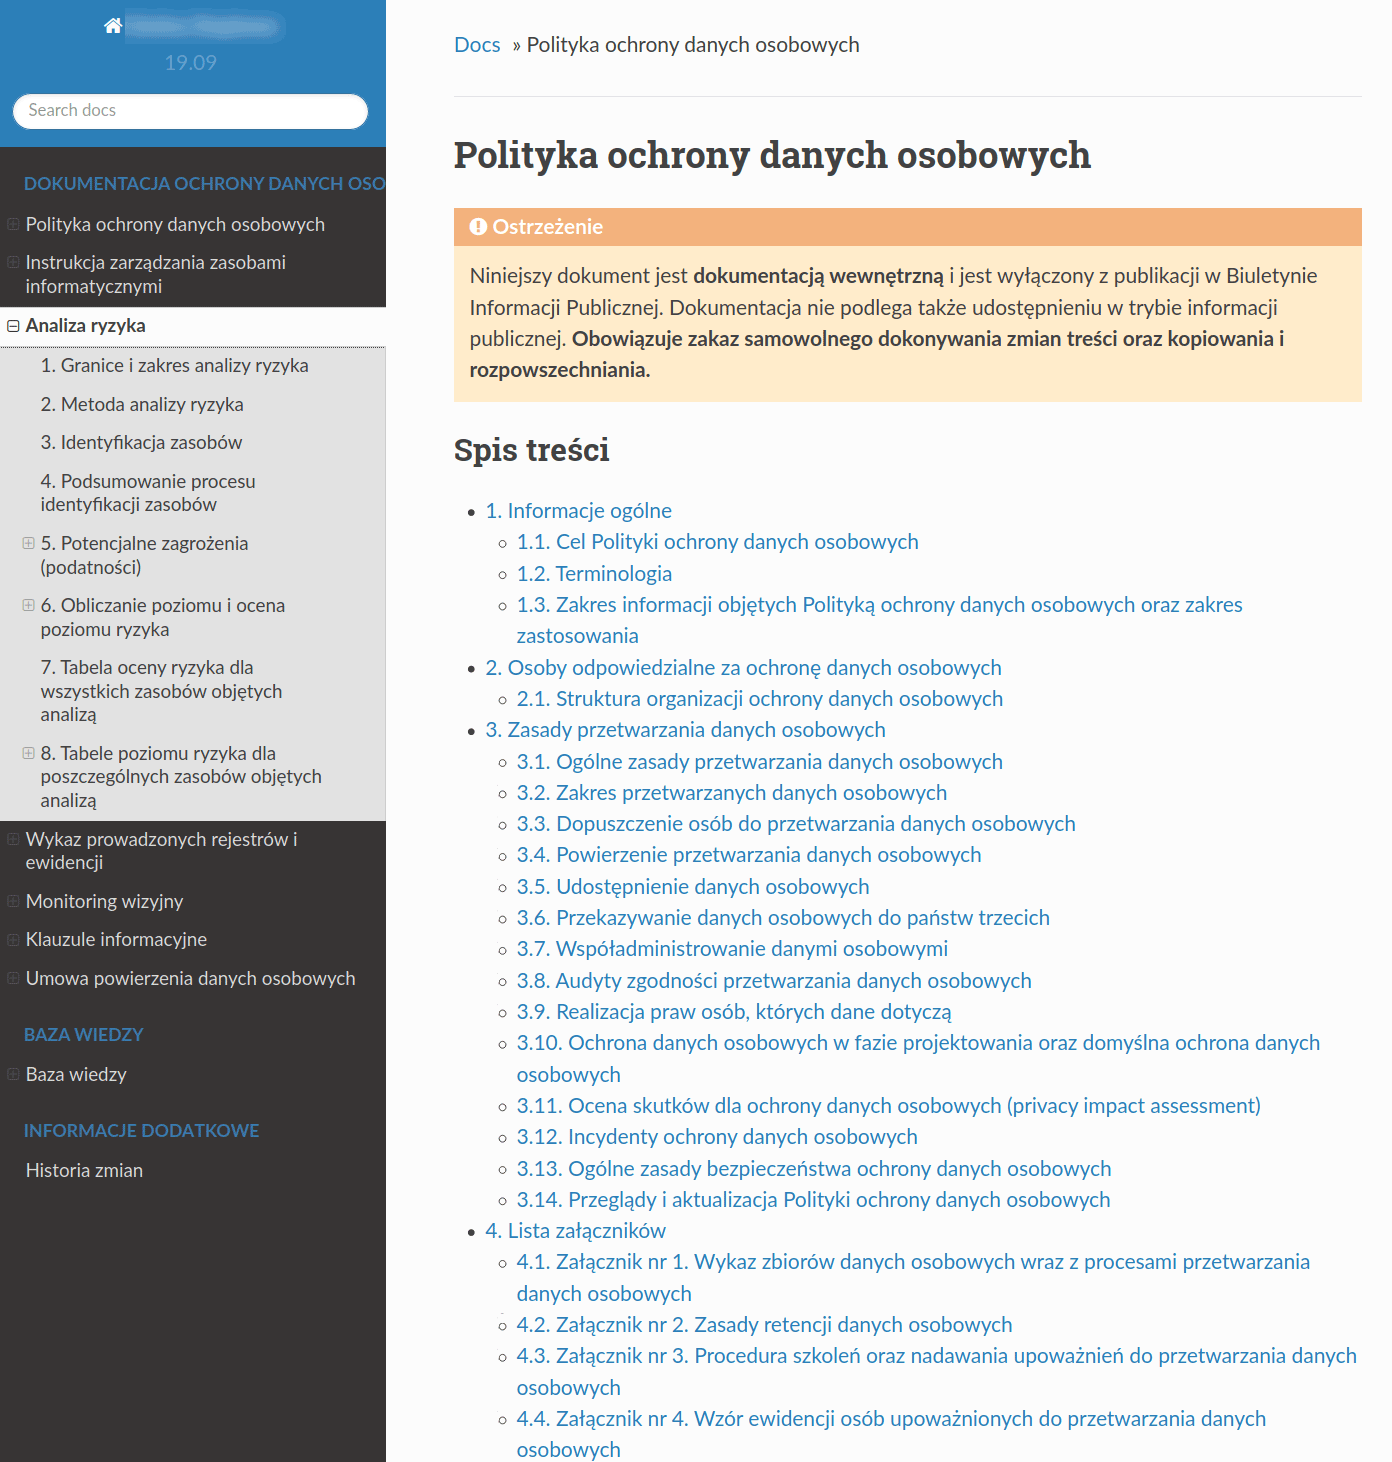 19.09
Search docs
DOKUMENTACJA OCHRONY DANYCH OSO
Polityka ochrony danych osobowych
Instrukcja zarządzania zasobami
informatycznymi
Analiza ryzyka
1. Granice i zakres analizy ryzyka
2. Metoda analizy ryzyka
3. Identyfikacja zasobów
4. Podsumowanie procesu
identyfikacji zasobów
5. Potencjalne zagrożenia
(podatności)
6. Obliczanie poziomu i ocena
poziomu ryzyka
7. Tabela oceny ryzyka dla
wszystkich zasobów objętych
analizą
8. Tabele poziomu ryzyka dla
poszczególnych zasobów objętych
analizą
Wykaz prowadzonych rejestrów i
ewidencji
Monitoring wizyjny
Klauzule informacyjne
Umowa powierzenia danych osobowych
BAZA WIEDZY
Baza wiedzy
INFORMACJE DODATKOWE
Historia zmian
Docs » Polityka ochrony danych osobowych
Polityka ochrony danych osobowych
Ostrzeżenie
Niniejszy dokument jest dokumentacją wewnętrzną i jest wyłączony z publikacji w Biuletynie
Informacji Publicznej. Dokumentacja nie podlega także udostępnieniu w trybie informacji
publicznej. Obowiązuje zakaz samowolnego dokonywania zmian treści oraz kopiowania i
rozpowszechniania.
Spis treści
1. Informacje ogólne
1.1. Cel Polityki ochrony danych osobowych
1.2. Terminologia
1.3. Zakres informacji objętych Polityką ochrony danych osobowych oraz zakres
zastosowania
2. Osoby odpowiedzialne za ochronę danych osobowych
2.1. Struktura organizacji ochrony danych osobowych
3. Zasady przetwarzania danych osobowych
3.1. Ogólne zasady przetwarzania danych osobowych
3.2. Zakres przetwarzanych danych osobowych
3.3. Dopuszczenie osób do przetwarzania danych osobowych
3.4. Powierzenie przetwarzania danych osobowych
3.5. Udostępnienie danych osobowych
3.6. Przekazywanie danych osobowych do państw trzecich
3.7. Współadministrowanie danymi osobowymi
3.8. Audyty zgodności przetwarzania danych osobowych
3.9. Realizacja praw osób, których dane dotyczą
3.10. Ochrona danych osobowych w fazie projektowania oraz domyślna ochrona danych
osobowych
3.11. Ocena skutków dla ochrony danych osobowych (privacy impact assessment)
3.12. Incydenty ochrony danych osobowych
3.13. Ogólne zasady bezpieczeństwa ochrony danych osobowych
3.14. Przeglądy i aktualizacja Polityki ochrony danych osobowych
4. Lista załączników
4.1. Załącznik nr 1. Wykaz zbiorów danych osobowych wraz z procesami przetwarzania
danych osobowych
4.2. Załącznik nr 2. Zasady retencji danych osobowych
4.3. Załącznik nr 3. Procedura szkoleń oraz nadawania upoważnień do przetwarzania danych
osobowych
4.4. Załącznik nr 4. Wzór ewidencji osób upoważnionych do przetwarzania danych
osobowych